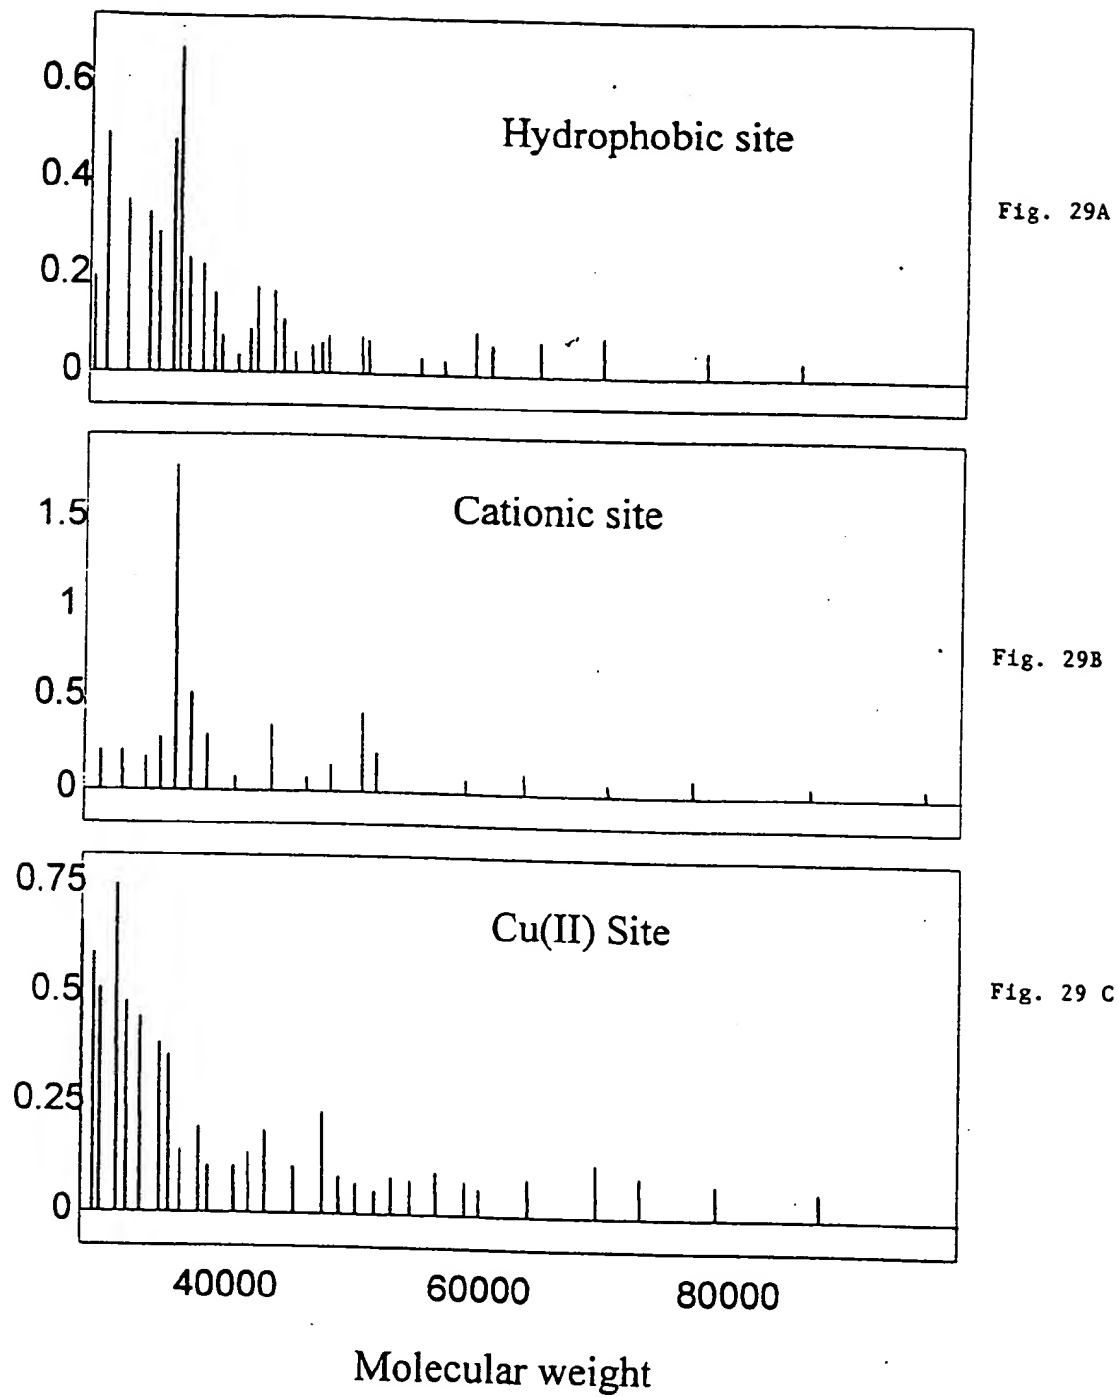 0.6
Hydrophobic site
0.4
Fig. 29A
0.2
0
1.5
Cationic site
1
Fig. 29B
0.5
0
0.75
Cu(II) Site
0.5
Fig. 29 C
0.25
0
40000 60000 80000
Molecular weight